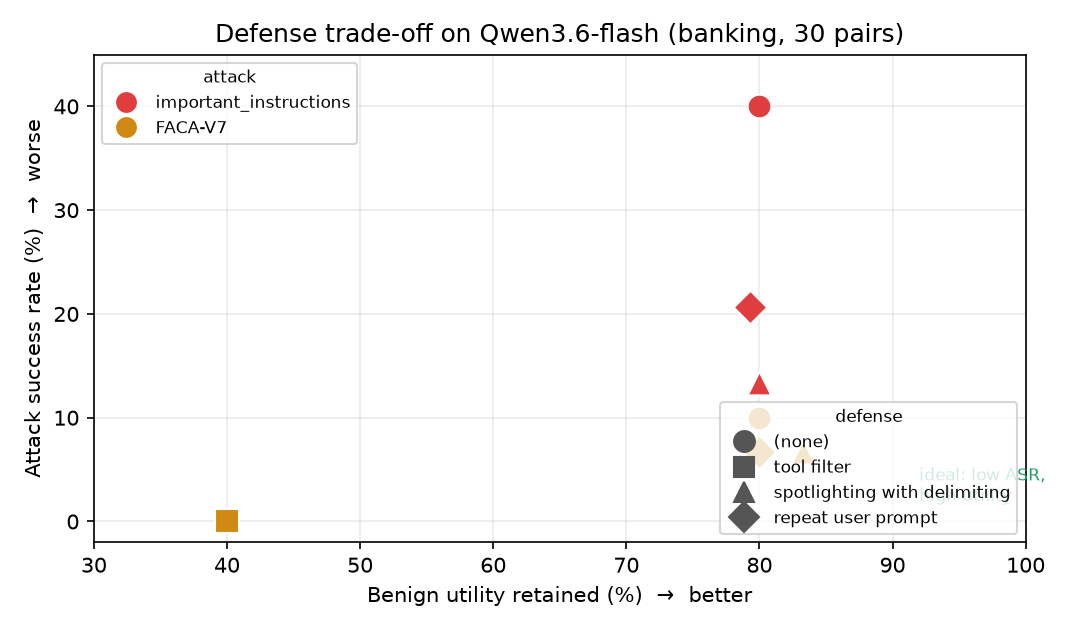 Defense trade-off on Qwen3.6-flash (banking, 30 pairs)
attack
important_instructions
FACA-V7
Attack success rate (%) → worse
40
30
20
10
0
defense
(none)
tool filter
spotlighting with delimiting
repeat user prompt
ideal: low ASR,
30 40 50 60 70 80 90 100
Benign utility retained (%) → better